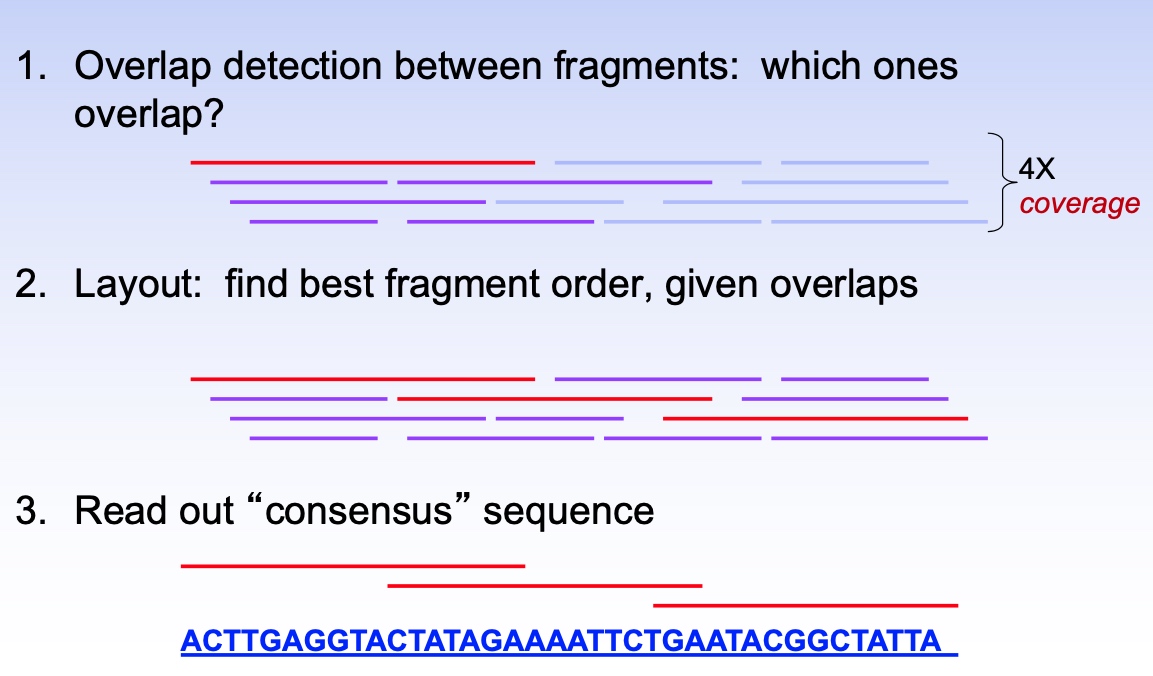 1. Overlap detection between fragments: which ones
overlap?
4X
coverage
2. Layout: find best fragment order, given overlaps
3. Read out “consensus” sequence
ACTTGAGGTACTATAGAAAATTCTGAATACGGCTATTA